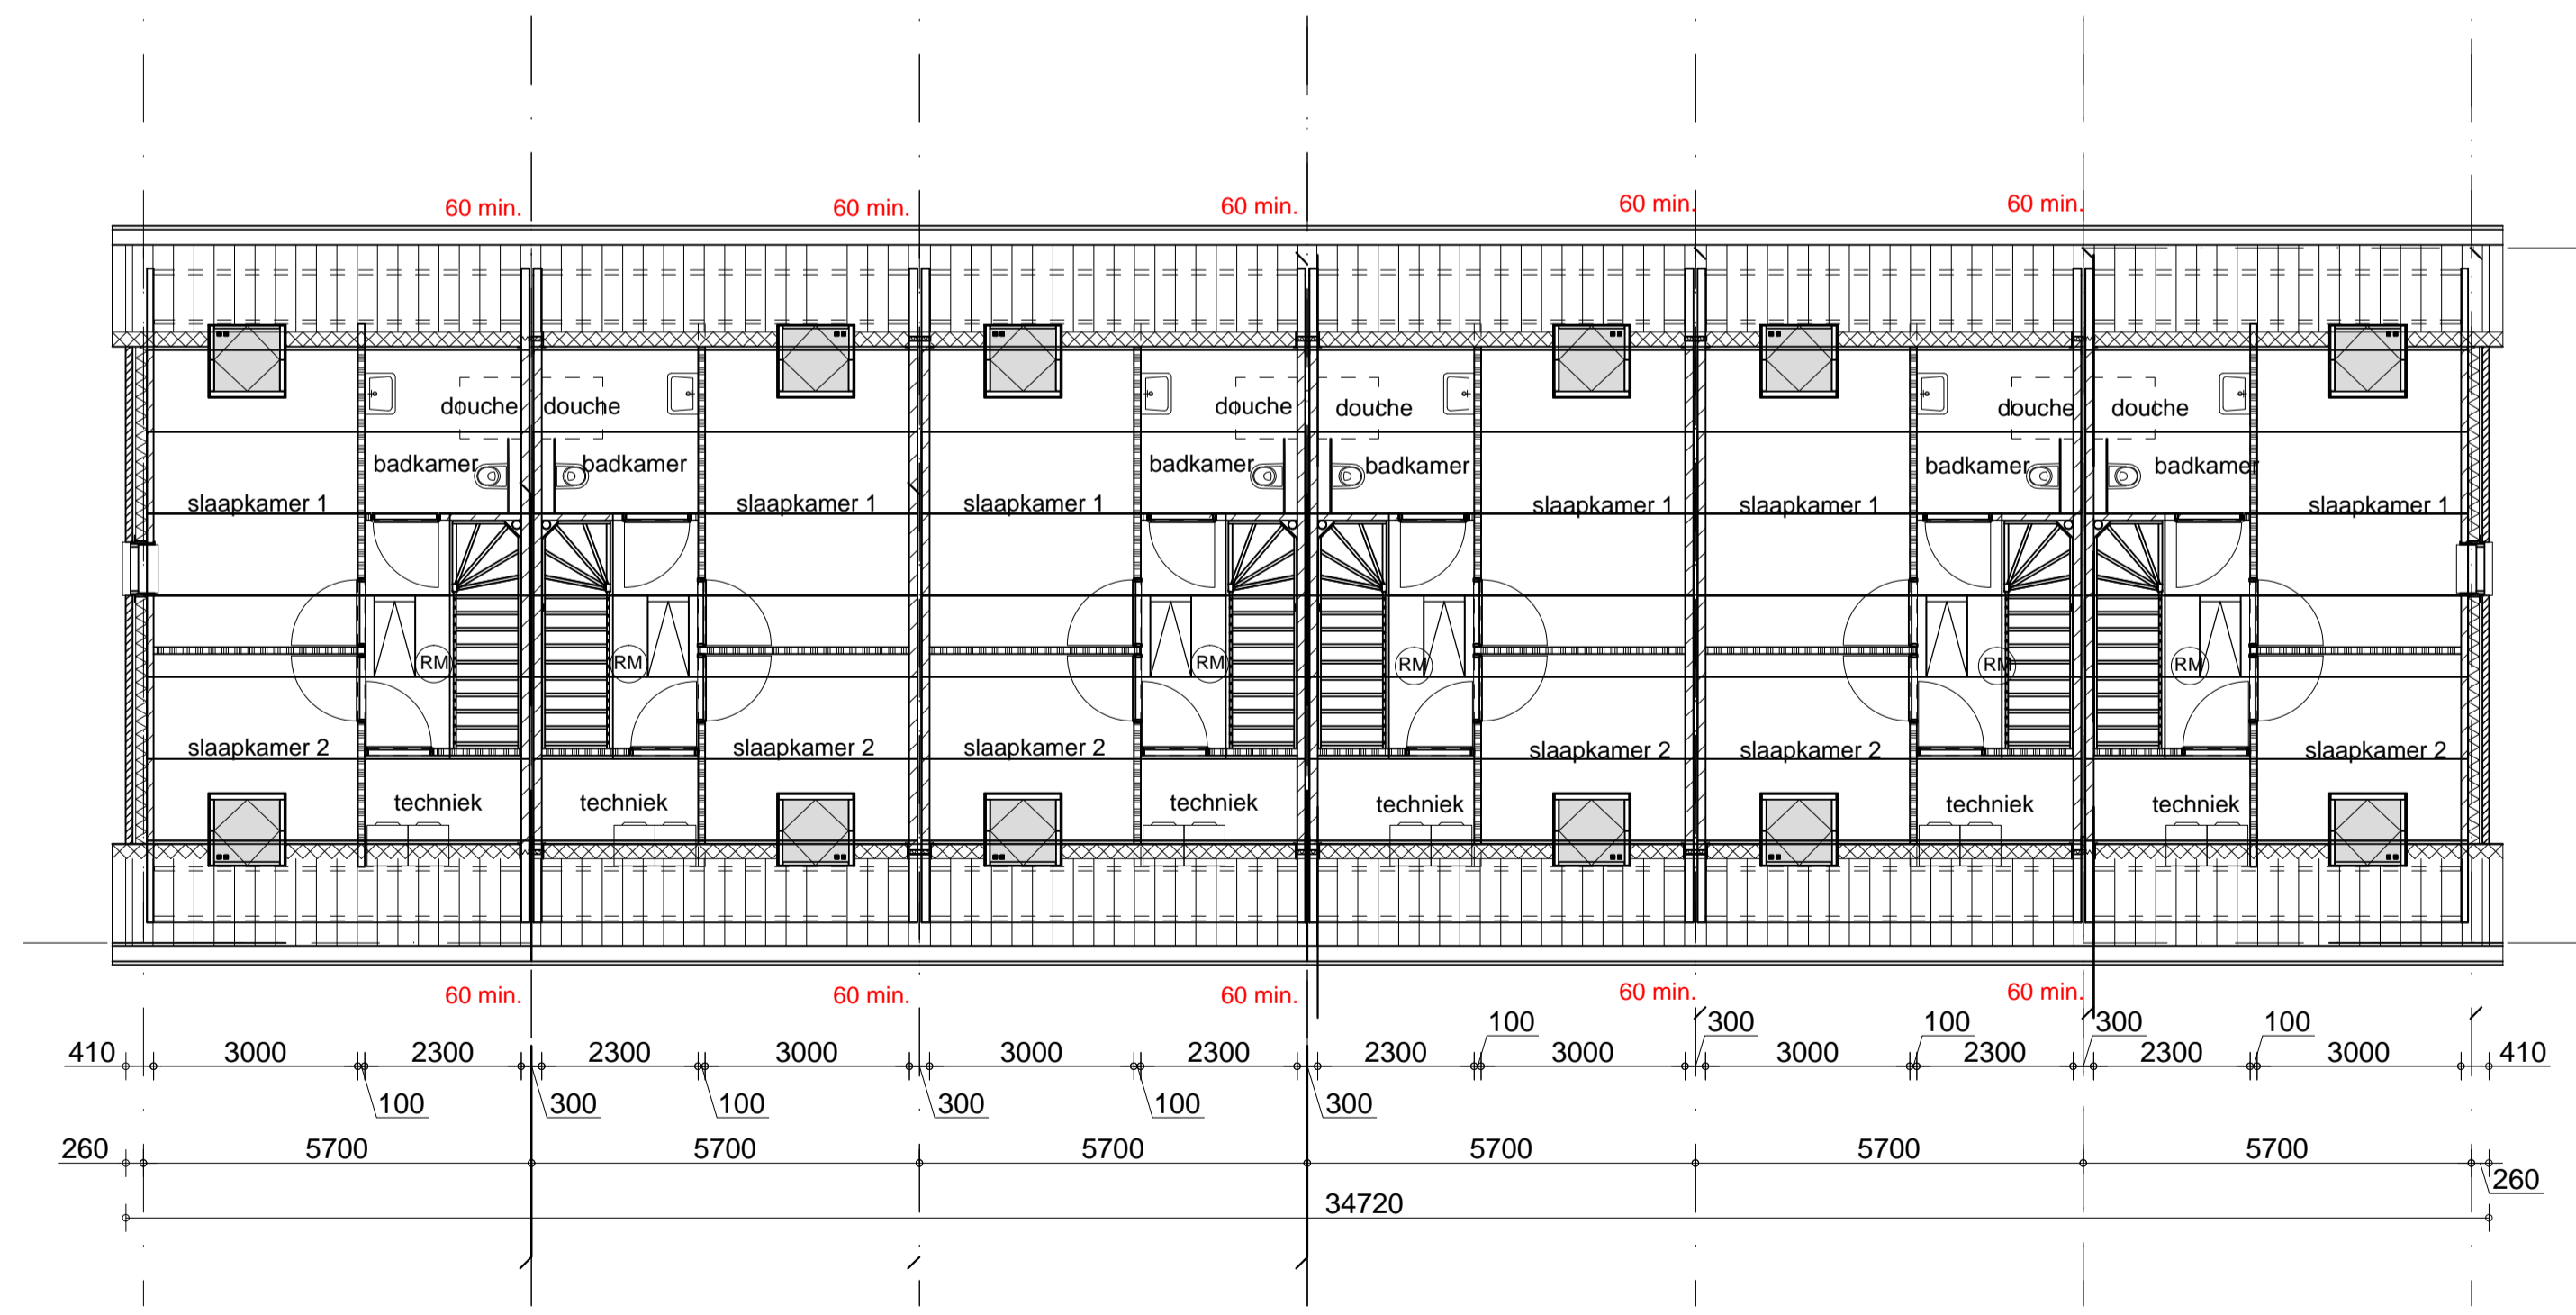 60 min. 60 min. 60 min. 60 min. 60 min.
douche douche douche douche douche douche
badkamer badkamer badkamer badkamer badkamer badkamer
slaapkamer 1 slaapkamer 1 slaapkamer 1 slaapkamer 1 slaapkamer 1 slaapkamer 1
RM RM RM RM RM RM
slaapkamer 2 slaapkamer 2 slaapkamer 2 slaapkamer 2 slaapkamer 2 slaapkamer 2
techniek techniek techniek techniek techniek techniek
60 min. 60 min. 60 min. 60 min. 60 min.
100 300 100 300 100
410 3000 2300 2300 3000 3000 2300 2300 3000 3000 2300 2300 3000 410
100 300 100 300 100 300
260 5700 5700 5700 5700 5700 5700
260
34720